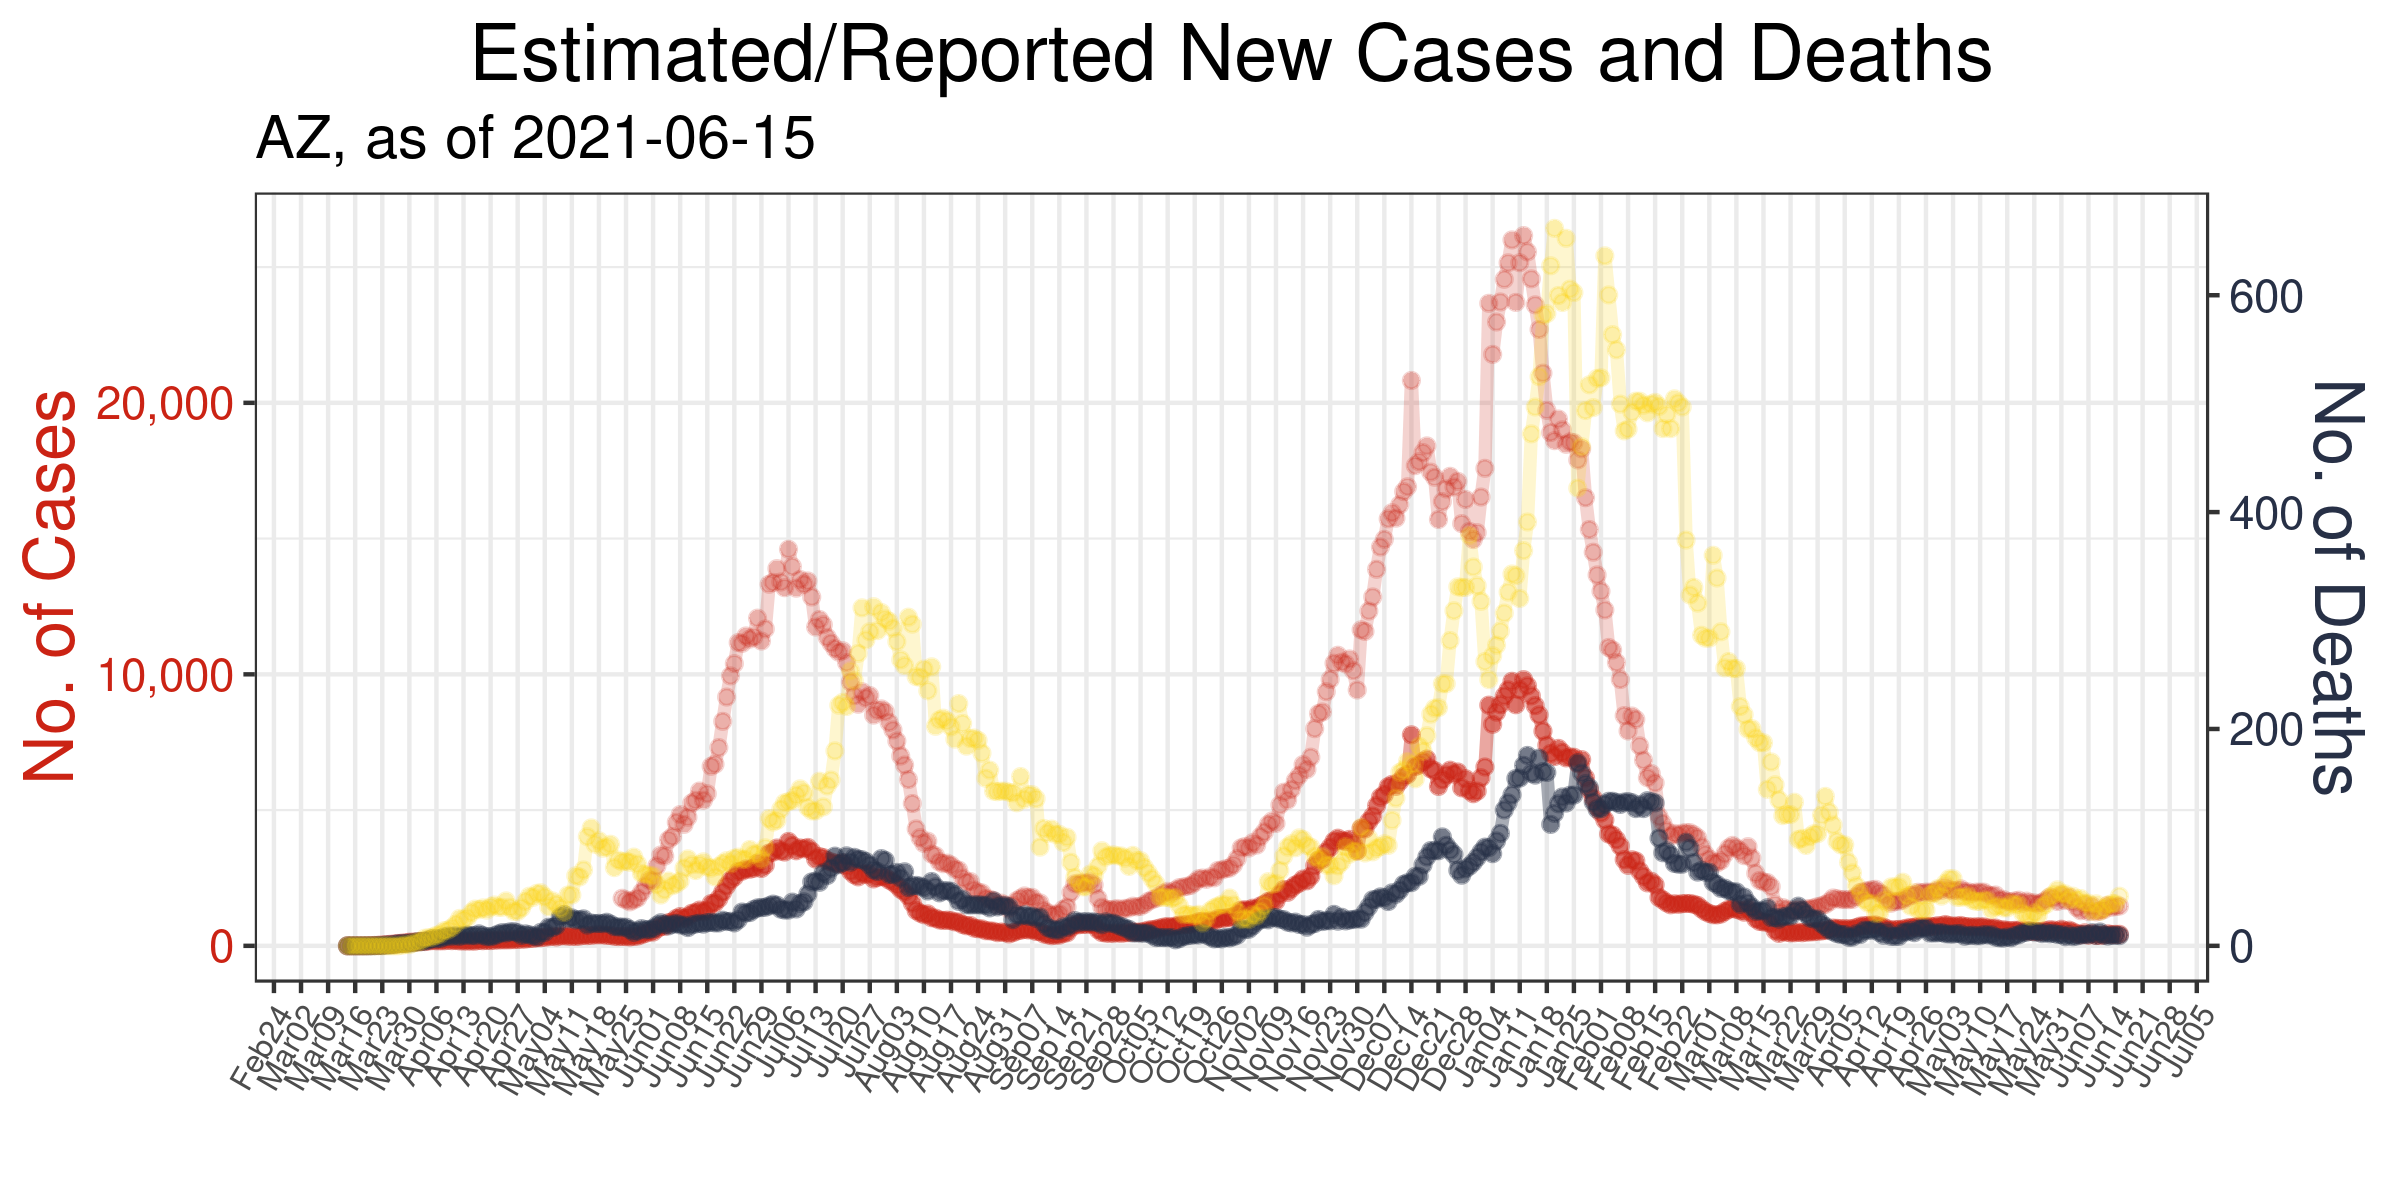 Estimated/Reported New Cases and Deaths
AZ, as of 2021-06-15
No. of Cases
20,000
10,000
0
600
400
200
0
No. of Deaths
Feb24
Mar02
Mar09
Mar16
Mar23
Mar30
Apr06
Apr13
Apr20
Apr27
May04
May11
May18
May25
Jun01
Jun08
Jun15
Jun22
Jun29
Jul06
Jul13
Jul20
Jul27
Aug03
Aug10
Aug17
Aug24
Aug31
Sep07
Sep14
Sep21
Sep28
Oct05
Oct12
Oct19
Oct26
Nov02
Nov09
Nov16
Nov23
Nov30
Dec07
Dec14
Dec21
Dec28
Jan04
Jan11
Jan18
Jan25
Feb01
Feb08
Feb15
Feb22
Mar01
Mar08
Mar15
Mar22
Mar29
Apr05
Apr12
Apr19
Apr26
May03
May10
May17
May24
May31
Jun07
Jun14
Jun21
Jun28
Jul05